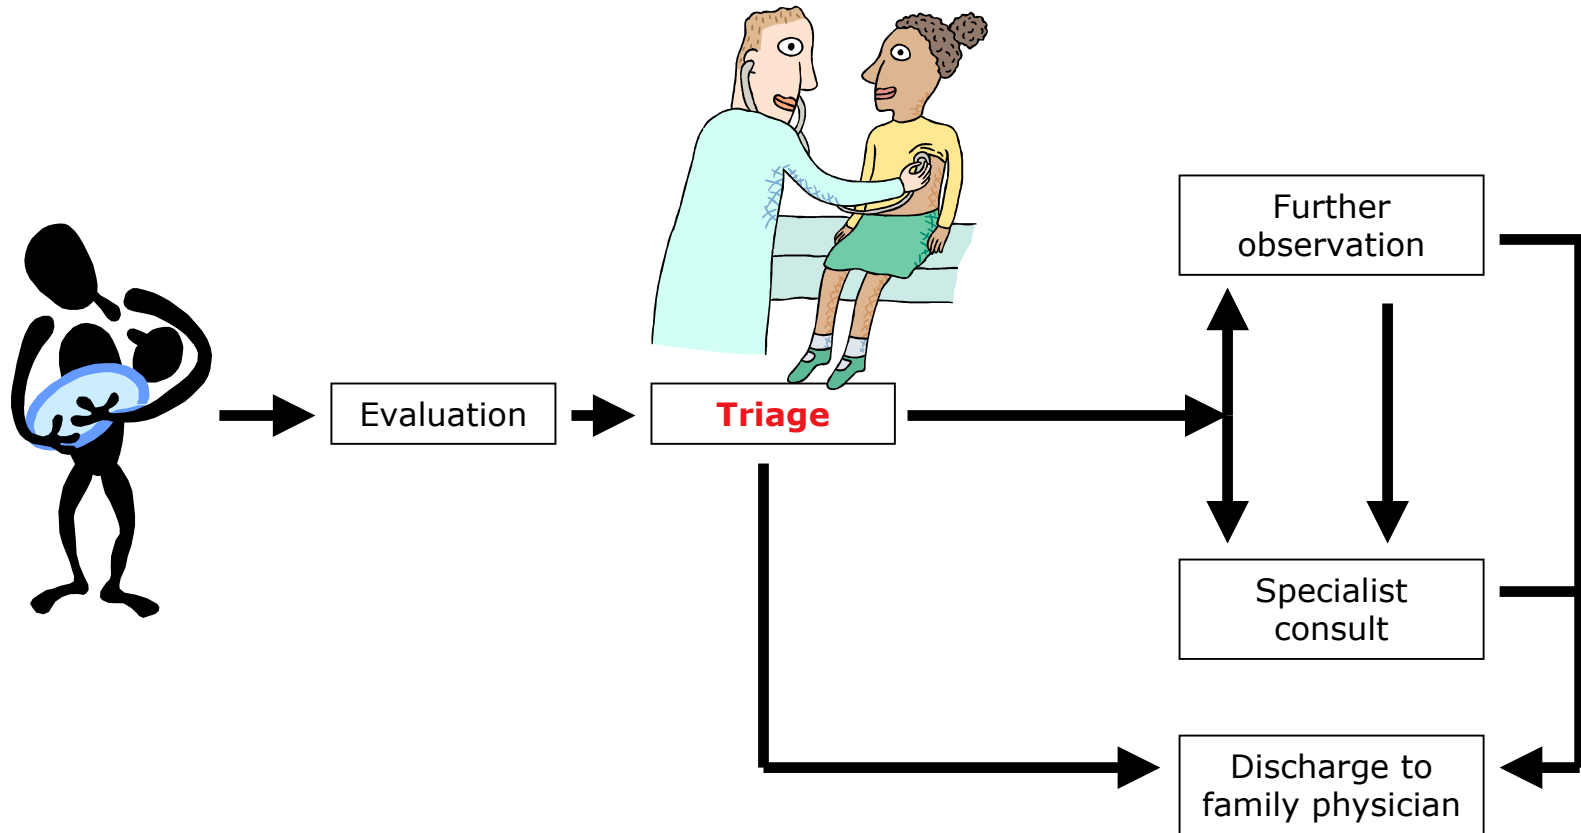 Further
observation
Evaluation
Triage
Specialist
consult
Discharge to
family physician